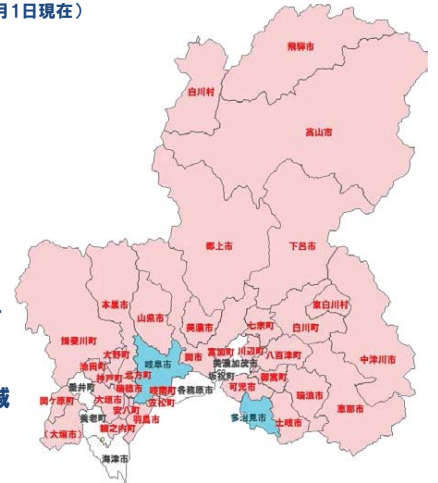 月1日現在）
飛騨市
白川村
高山市
郡上市
下呂市
東白川村
本巣市
山県市
美濃市
七宗町
白川町
揖斐川町
中津川市
大野町
岐阜市
関市
富加町
川辺町
美濃加茂市
八百津町
池田町
北方町
坂祝町
神戸町
御嵩町
垂井町
瑞穂市
岐南町
各務原市
可児市
瑞浪市
関ケ原町
大垣市
笠松町
恵那市
安八町
養老町
羽島市
多治見市
土岐市
（大垣市）
輪之内町
海津市
域